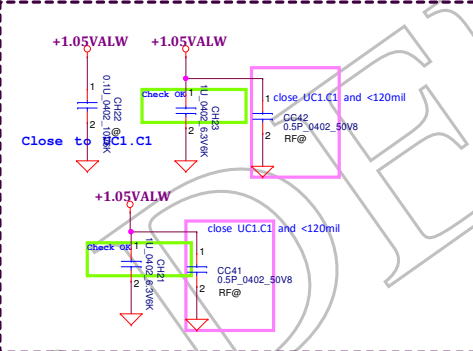 +1.05VALW
+1.05VALW
1
2
0.1U_0402_10V6K
CH22
@
Close to UC1.C1
Check OK
1
2
1U_0402_6.3V6K
CH23
close UC1.C1 and <120mil
1
2
CC42
0.5P_0402_50V8
RF@
+1.05VALW
Check OK
1
2
1U_0402_6.3V6K
CH21
close UC1.C1 and <120mil
1
2
CC41
0.5P_0402_50V8
RF@